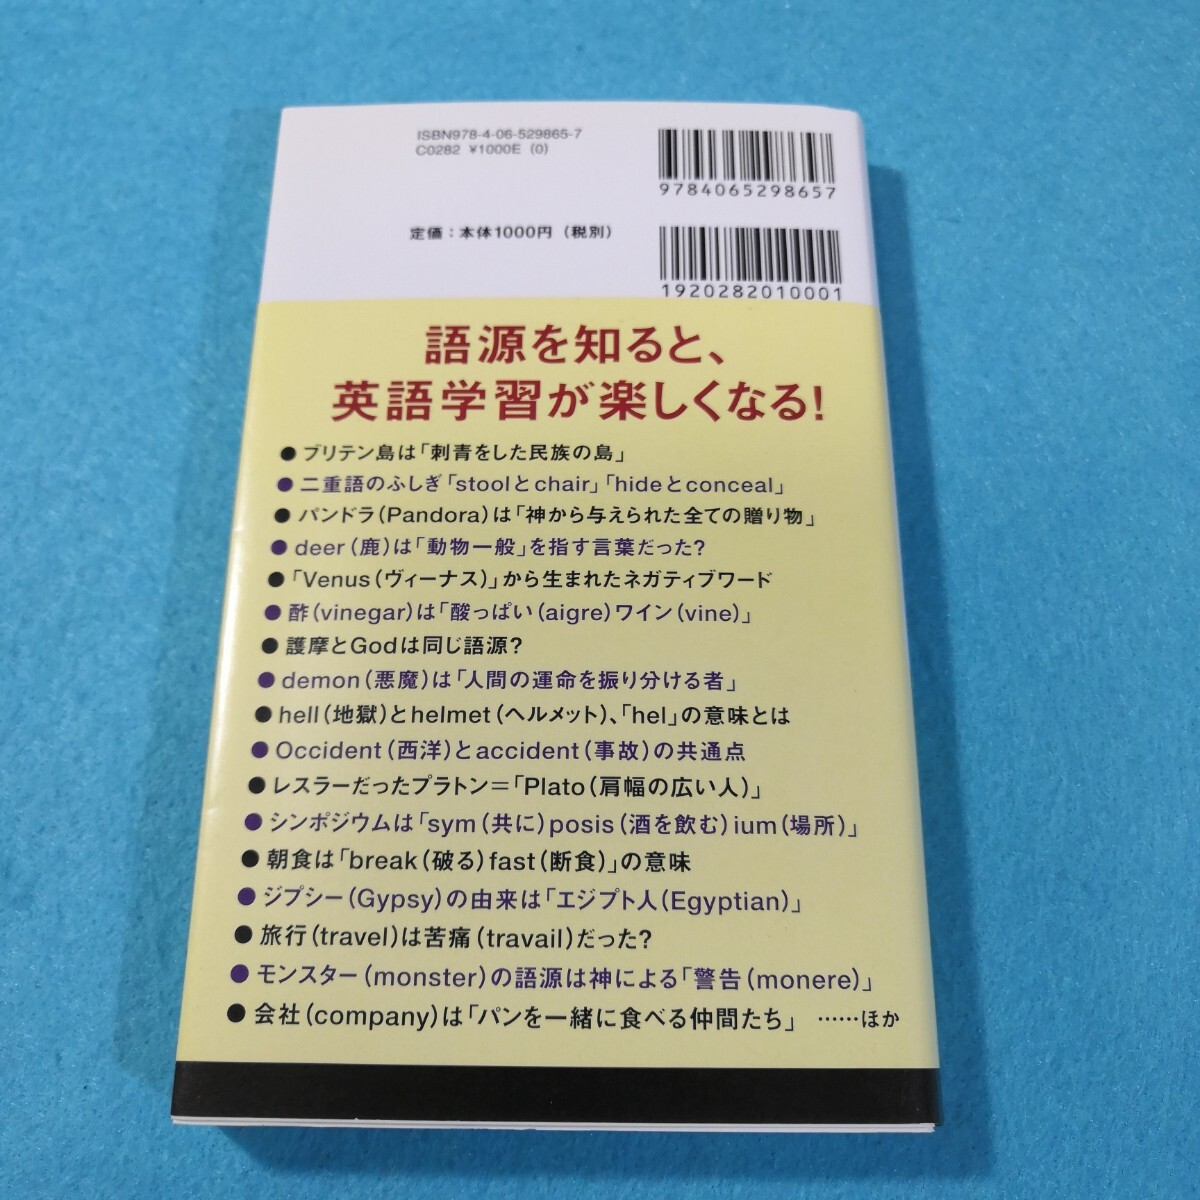 ISBN978-4-06-529865-7
C0282 ¥1000E (0)
9784065298657
定価：本体1000円（税別）
1920282010001
語源を知ると、
英語学習が楽しくなる！
●ブリテン島は「刺青をした民族の島」
●二重語のふしぎ「stoolとchair」「hideとconceal」
●パンドラ（Pandora）は「神から与えられた全ての贈り物」
●deer（鹿）は「動物一般」を指す言葉だった？
●「Venus（ヴィーナス）」から生まれたネガティブワード
●酢（vinegar）は「酸っぱい（aigre）ワイン（vine）」
●護摩とGodは同じ語源？
●demon（悪魔）は「人間の運命を振り分ける者」
●hell（地獄）とhelmet（ヘルメット）、「hel」の意味とは
●Occident（西洋）とaccident（事故）の共通点
●レスラーだったプラトン＝「Plato（肩幅の広い人）」
●シンポジウムは「sym（共に）posis（酒を飲む）ium（場所）」
●朝食は「break（破る）fast（断食）」の意味
●ジプシー（Gypsy）の由来は「エジプト人（Egyptian）」
●旅行（travel）は苦痛（travail）だった？
●モンスター（monster）の語源は神による「警告（monere）」
●会社（company）は「パンを一緒に食べる仲間たち」 ……ほか